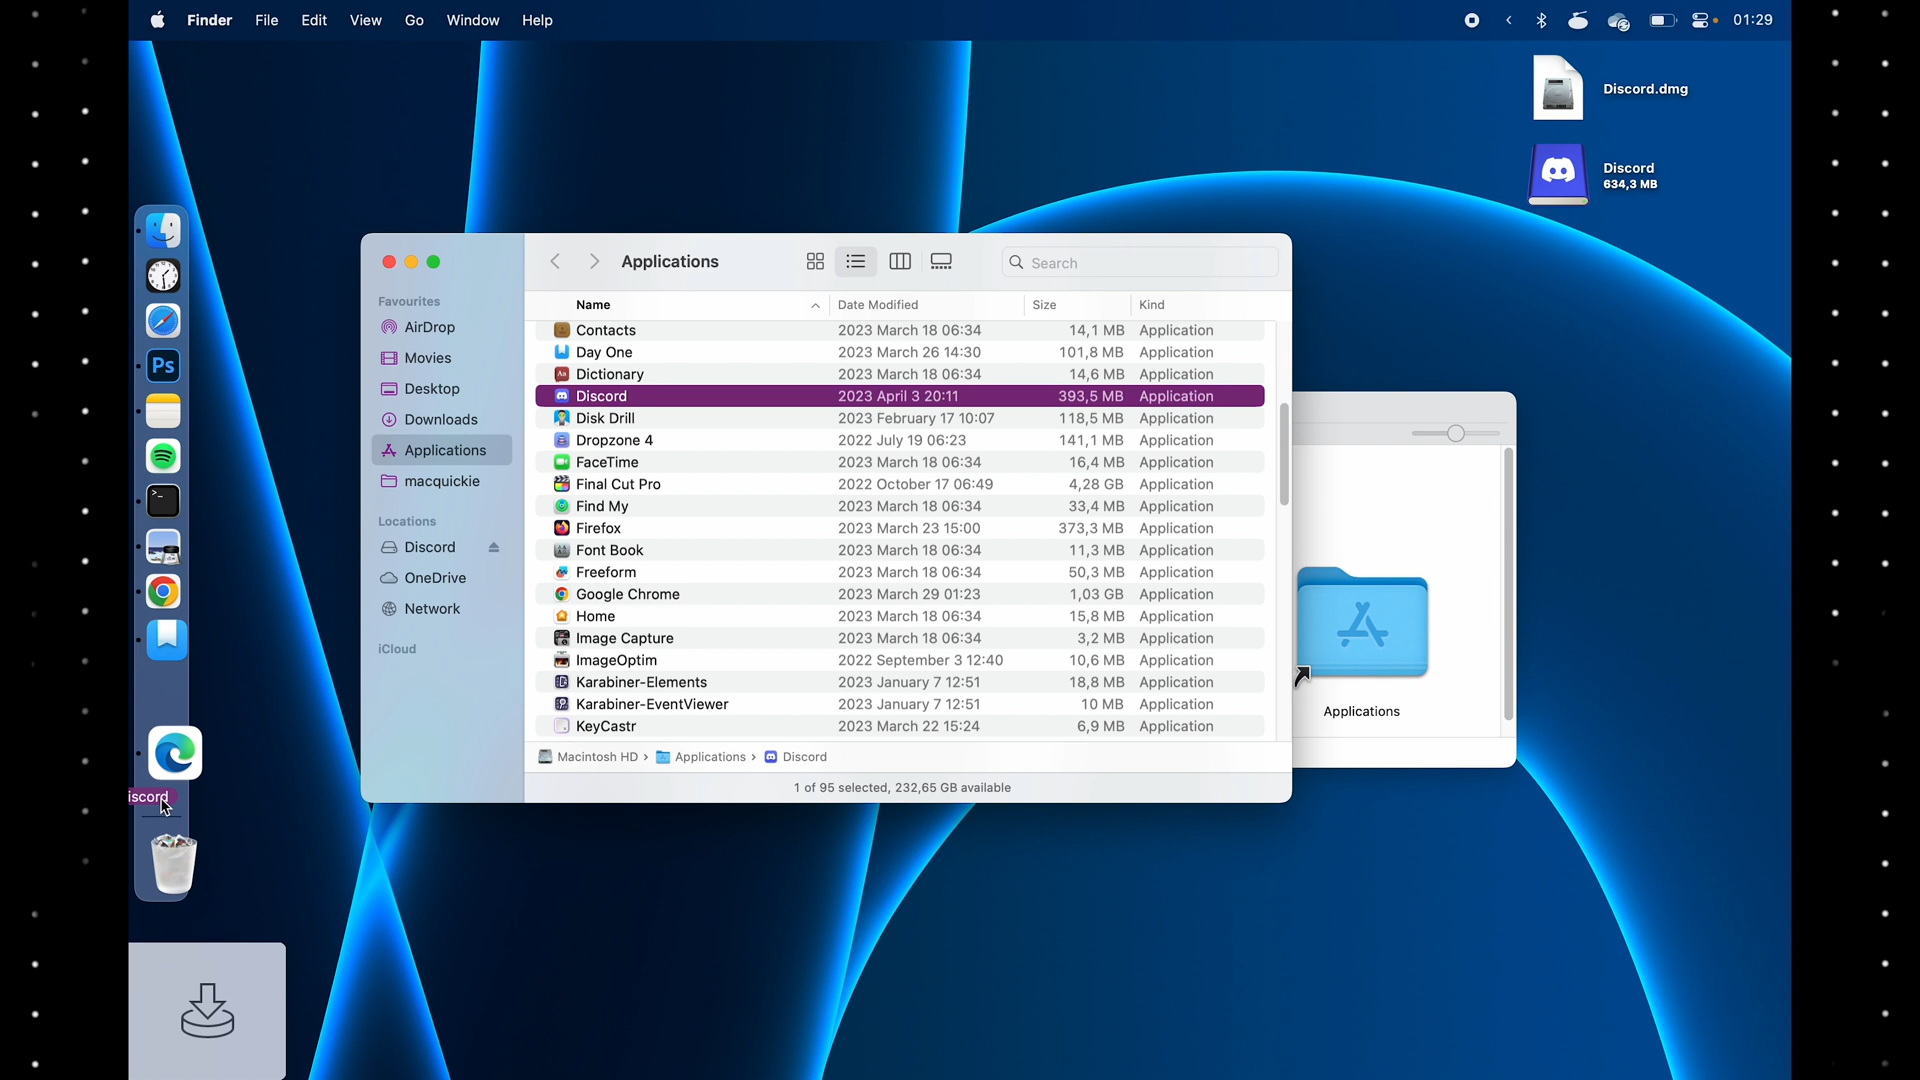 Finder File Edit View Go Window Help 01:29
Discord.dmg
Discord
634,3 MB
Applications
Search
Favourites
AirDrop
Movies
Desktop
Downloads
Applications
macquickie
Locations
Discord
OneDrive
Network
iCloud
Name Date Modified Size Kind
Contacts 2023 March 18 06:34 14,1 MB Application
Day One 2023 March 26 14:30 101,8 MB Application
Aa Dictionary 2023 March 18 06:34 14,6 MB Application
Discord 2023 April 3 20:11 393,5 MB Application
Disk Drill 2023 February 17 10:07 118,5 MB Application
Dropzone 4 2022 July 19 06:23 141,1 MB Application
FaceTime 2023 March 18 06:34 16,4 MB Application
Final Cut Pro 2022 October 17 06:49 4,28 GB Application
Find My 2023 March 18 06:34 33,4 MB Application
Firefox 2023 March 23 15:00 373,3 MB Application
Font Book 2023 March 18 06:34 11,3 MB Application
Freeform 2023 March 18 06:34 50,3 MB Application
Google Chrome 2023 March 29 01:23 1,03 GB Application
Home 2023 March 18 06:34 15,8 MB Application
Image Capture 2023 March 18 06:34 3,2 MB Application
ImageOptim 2022 September 3 12:40 10,6 MB Application
Karabiner-Elements 2023 January 7 12:51 18,8 MB Application
Karabiner-EventViewer 2023 January 7 12:51 10 MB Application
KeyCastr 2023 March 22 15:24 6,9 MB Application
Macintosh HD › Applications › Discord
1 of 95 selected, 232,65 GB available
Applications
Ps
iscord